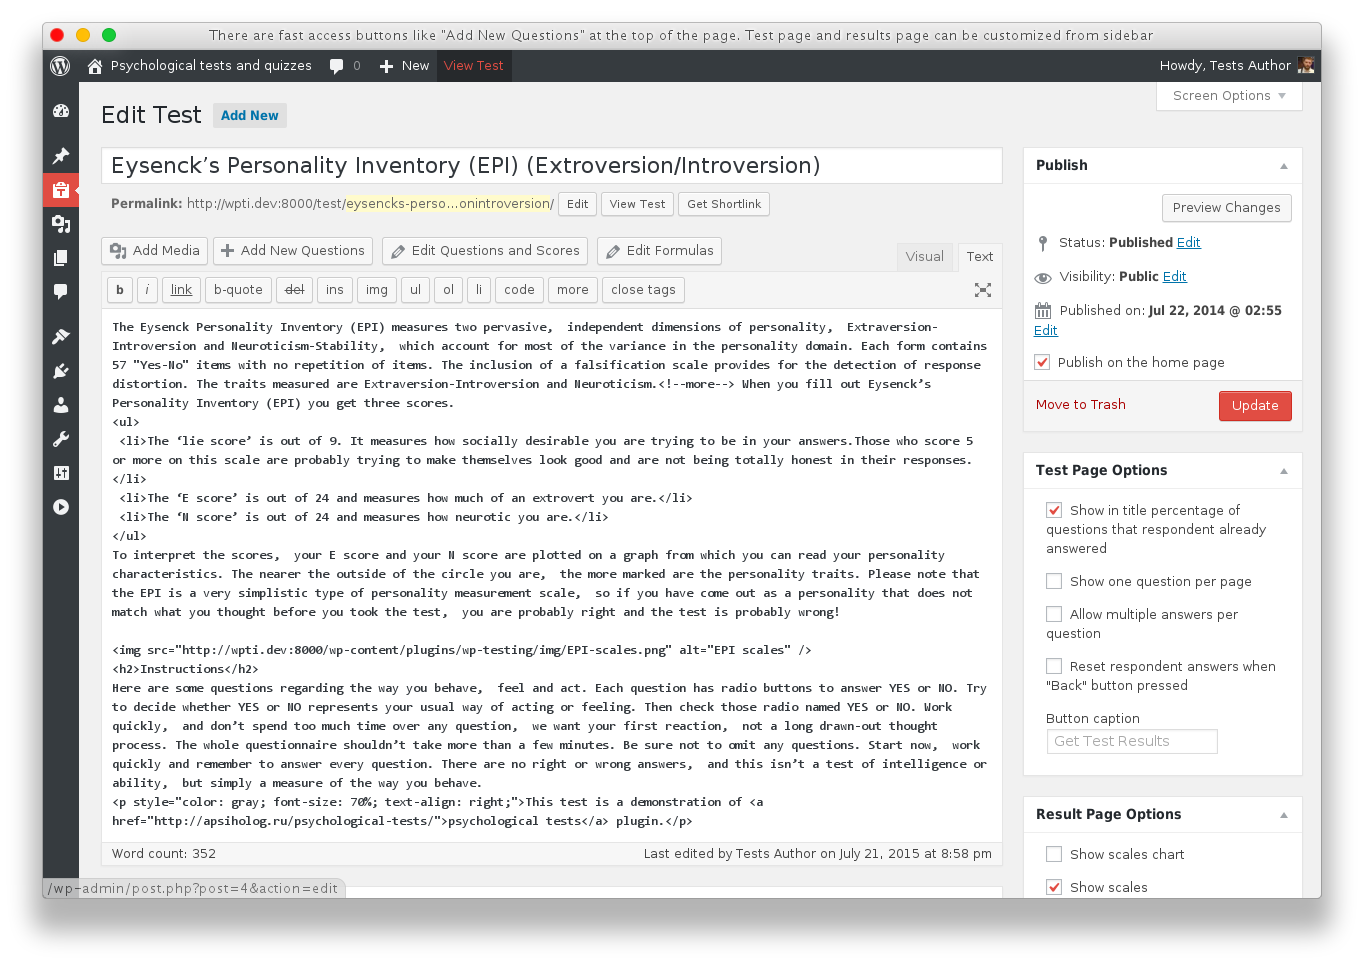 There are fast access buttons like "Add New Questions" at the top of the page. Test page and results page can be customized from sidebar
Psychological tests and quizzes 0 New View Test Howdy, Tests Author
Screen Options
Edit Test Add New
Eysenck’s Personality Inventory (EPI) (Extroversion/Introversion)
Permalink: http://wpti.dev:8000/test/eysencks-perso…onintroversion/ Edit View Test Get Shortlink
Add Media Add New Questions Edit Questions and Scores Edit Formulas Visual Text
b i link b-quote del ins img ul ol li code more close tags
The Eysenck Personality Inventory (EPI) measures two pervasive,  independent dimensions of personality,  Extraversion-
Introversion and Neuroticism-Stability,  which account for most of the variance in the personality domain. Each form contains
57 "Yes-No" items with no repetition of items. The inclusion of a falsification scale provides for the detection of response
distortion. The traits measured are Extraversion-Introversion and Neuroticism.<!--more--> When you fill out Eysenck’s
Personality Inventory (EPI) you get three scores.
<ul>
<li>The ‘lie score’ is out of 9. It measures how socially desirable you are trying to be in your answers.Those who score 5
or more on this scale are probably trying to make themselves look good and are not being totally honest in their responses.
</li>
<li>The ‘E score’ is out of 24 and measures how much of an extrovert you are.</li>
<li>The ‘N score’ is out of 24 and measures how neurotic you are.</li>
</ul>
To interpret the scores,  your E score and your N score are plotted on a graph from which you can read your personality
characteristics. The nearer the outside of the circle you are,  the more marked are the personality traits. Please note that
the EPI is a very simplistic type of personality measurement scale,  so if you have come out as a personality that does not
match what you thought before you took the test,  you are probably right and the test is probably wrong!
<img src="http://wpti.dev:8000/wp-content/plugins/wp-testing/img/EPI-scales.png" alt="EPI scales" />
<h2>Instructions</h2>
Here are some questions regarding the way you behave,  feel and act. Each question has radio buttons to answer YES or NO. Try
to decide whether YES or NO represents your usual way of acting or feeling. Then check those radio named YES or NO. Work
quickly,  and don’t spend too much time over any question,  we want your first reaction,  not a long drawn-out thought
process. The whole questionnaire shouldn’t take more than a few minutes. Be sure not to omit any questions. Start now,  work
quickly and remember to answer every question. There are no right or wrong answers,  and this isn’t a test of intelligence or
ability,  but simply a measure of the way you behave.
<p style="color: gray; font-size: 70%; text-align: right;">This test is a demonstration of <a
href="http://apsiholog.ru/psychological-tests/">psychological tests</a> plugin.</p>
Word count: 352 Last edited by Tests Author on July 21, 2015 at 8:58 pm
/wp-admin/post.php?post=4&action=edit
Publish
Preview Changes
Status: Published Edit
Visibility: Public Edit
Published on: Jul 22, 2014 @ 02:55
Edit
Publish on the home page
Move to Trash Update
Test Page Options
Show in title percentage of
questions that respondent already
answered
Show one question per page
Allow multiple answers per
question
Reset respondent answers when
"Back" button pressed
Button caption
Get Test Results
Result Page Options
Show scales chart
Show scales